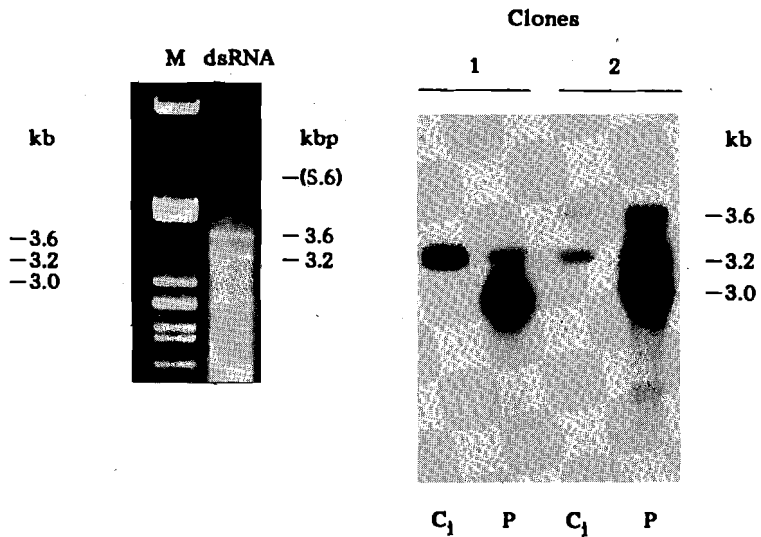 Clones
M dsRNA
1 2
kb kbp kb
–(5.6)
–3.6 –3.6 –3.6
–3.2 –3.2 –3.2
–3.0 –3.0
C₁ P C₁ P